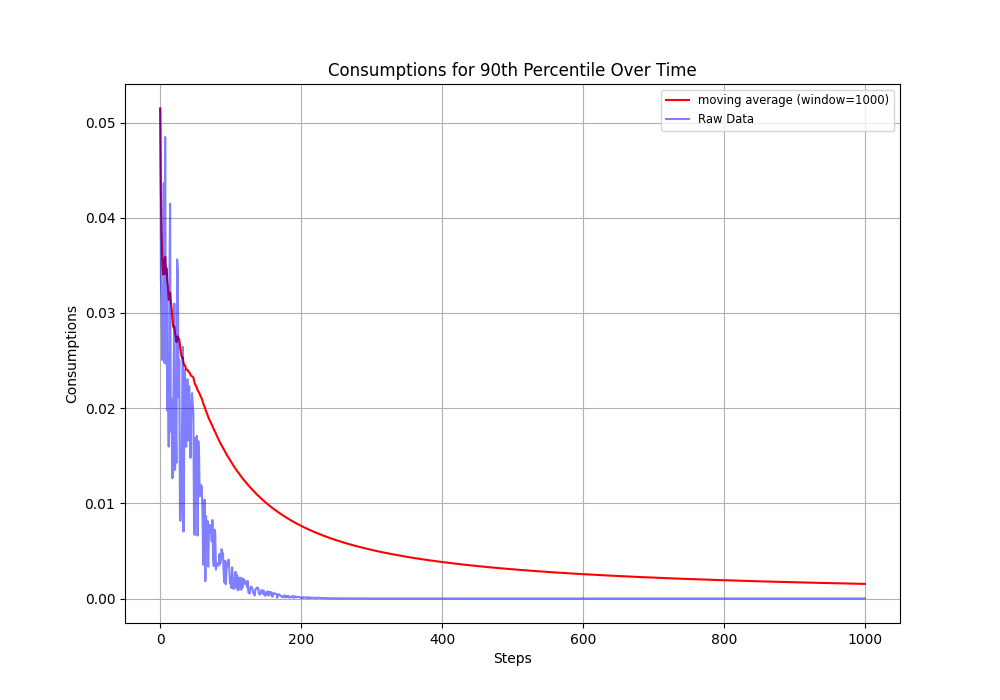 Consumptions for 90th Percentile Over Time
moving average (window=1000)
Raw Data
Consumptions
0.05
0.04
0.03
0.02
0.01
0.00
0 200 400 600 800 1000
Steps